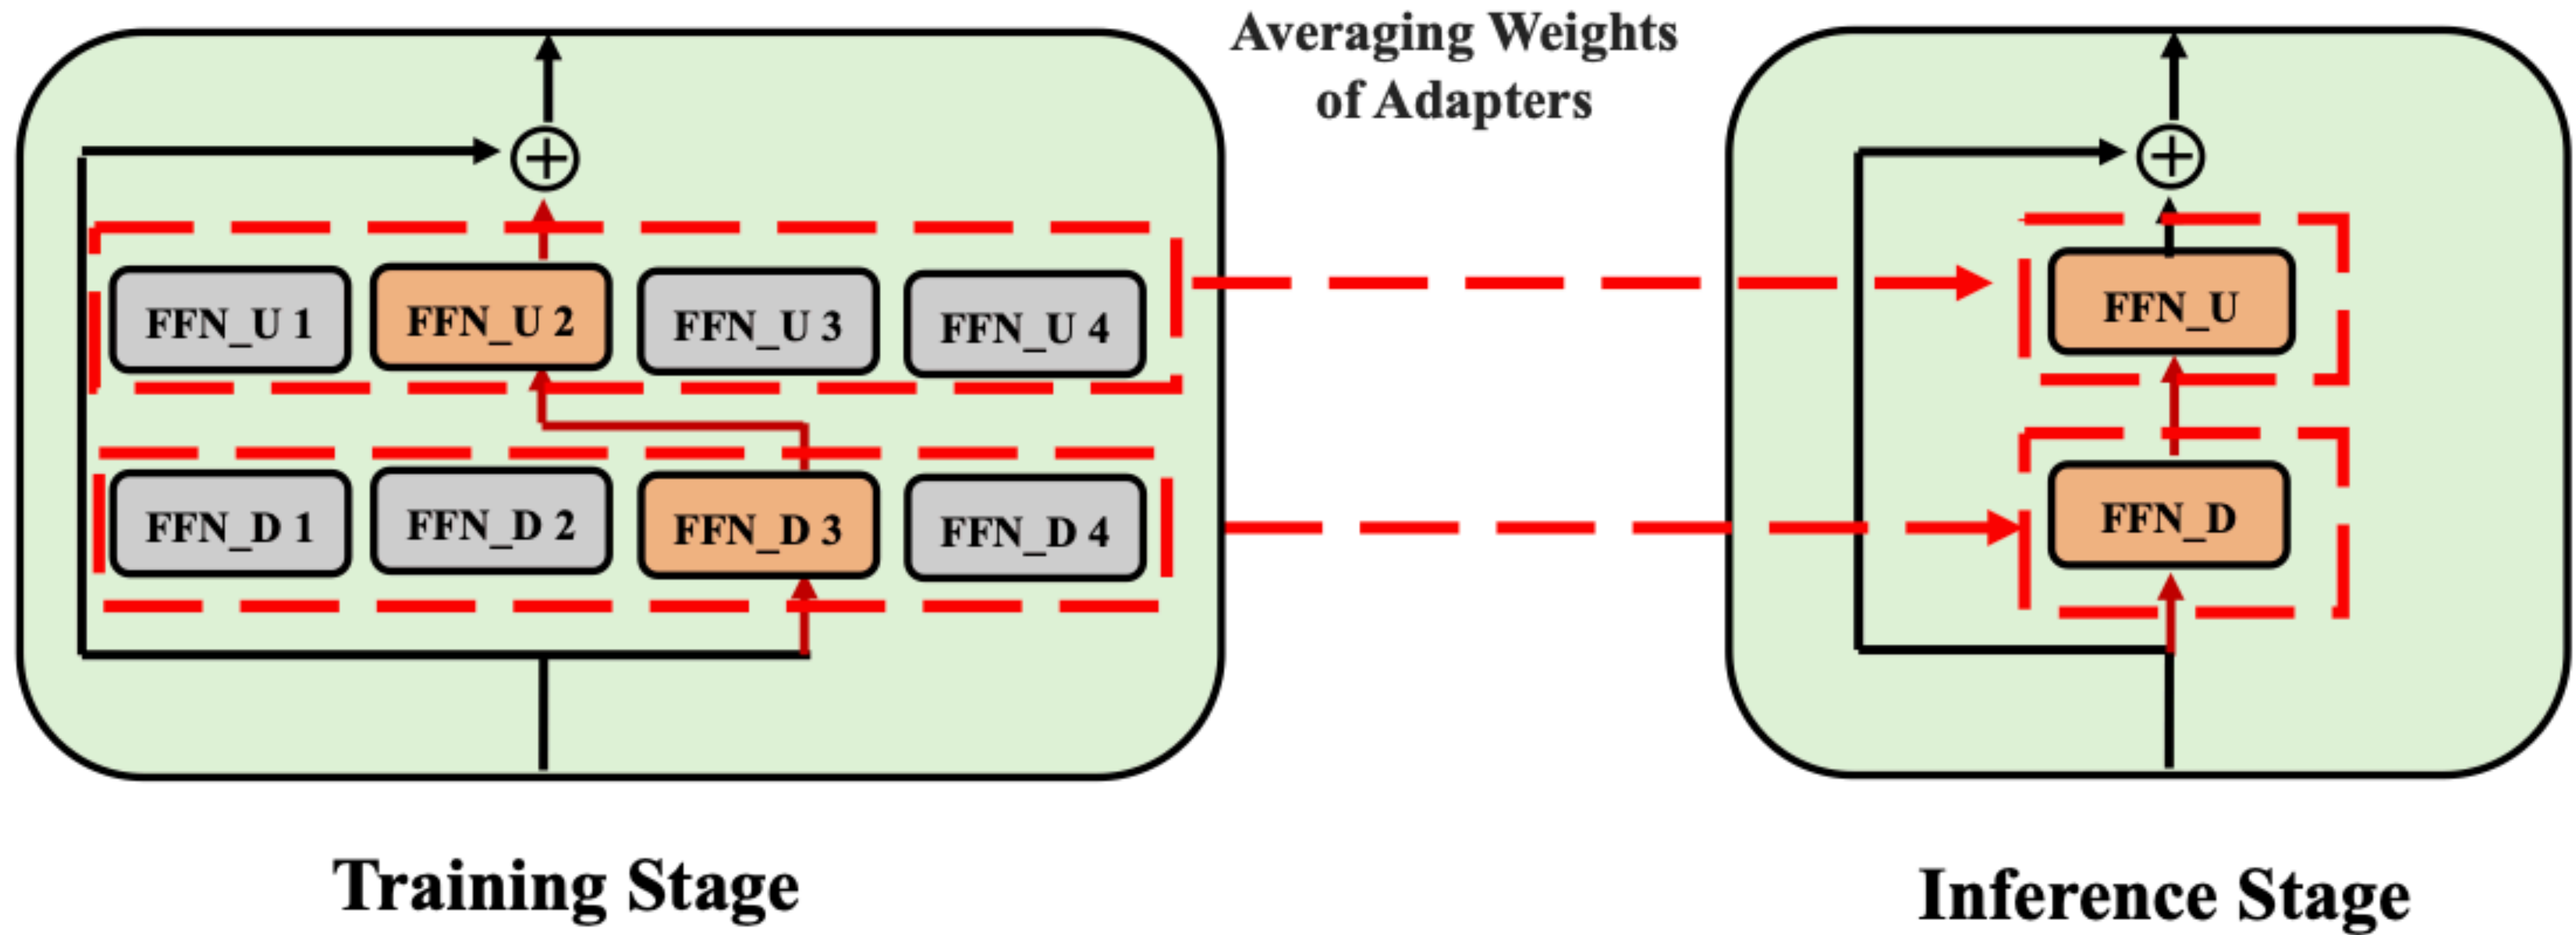 Averaging Weights
of Adapters
FFN_U 1
FFN_U 2
FFN_U 3
FFN_U 4
FFN_D 1
FFN_D 2
FFN_D 3
FFN_D 4
FFN_U
FFN_D
Training Stage
Inference Stage